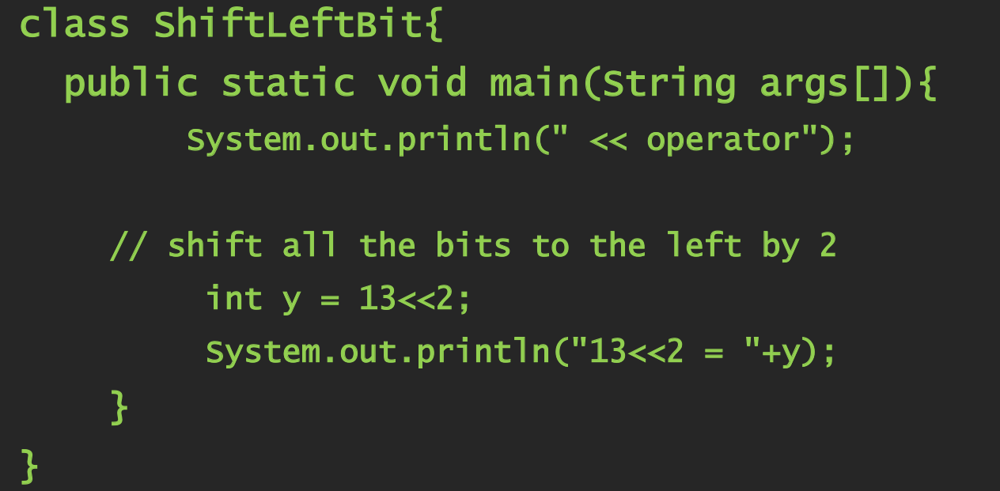 class ShiftLeftBit{
public static void main(String args[]){
System.out.println(" << operator");
// shift all the bits to the left by 2
int y = 13<<2;
System.out.println("13<<2 = "+y);
}
}